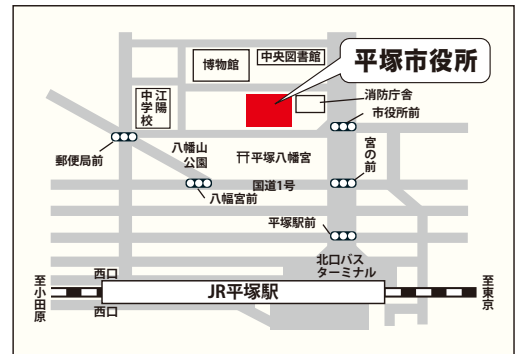 中央図書館
博物館
平塚市役所
江陽
中学校
消防庁舎
市役所前
郵便局前
八幡山
公園
平塚八幡宮
宮の前
国道1号
八幡宮前
平塚駅前
北口バス
ターミナル
西口
JR平塚駅
西口
至小田原
至東京